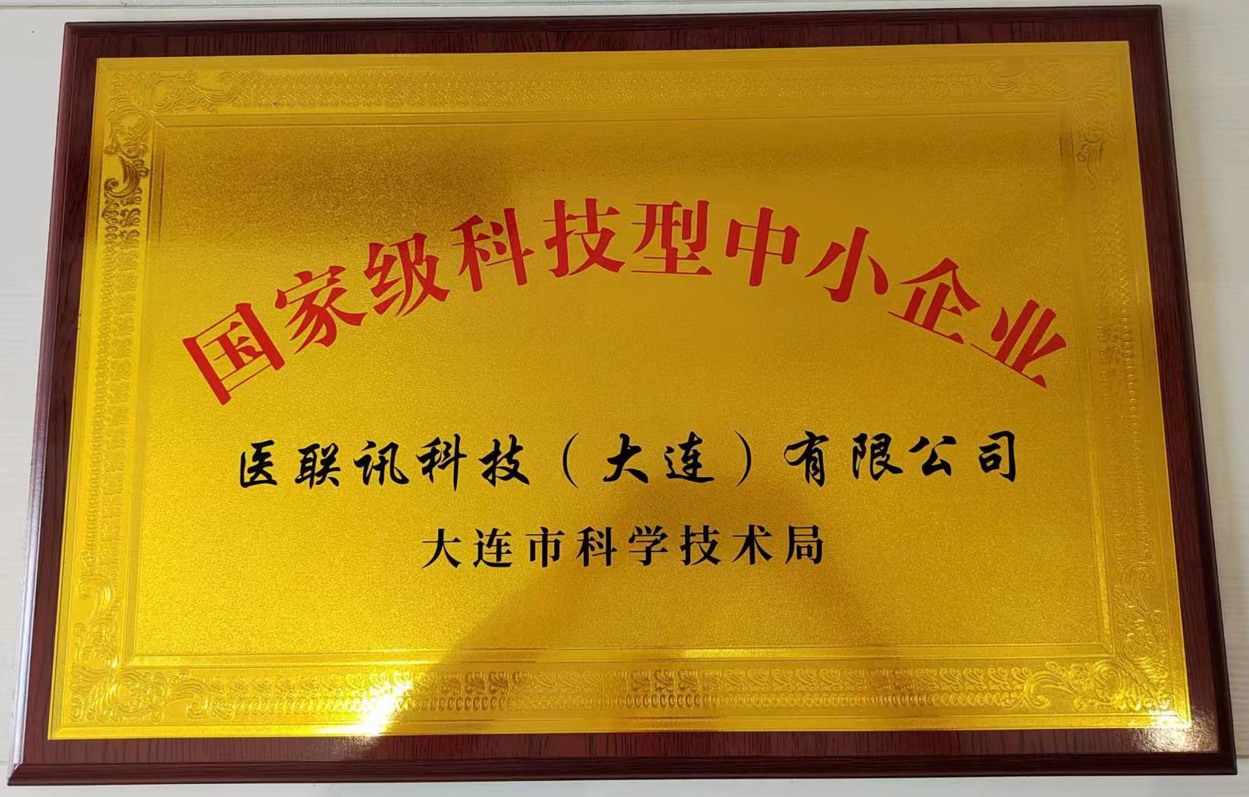 国家级科技型中小企业
医联讯科技（大连）有限公司
大连市科学技术局